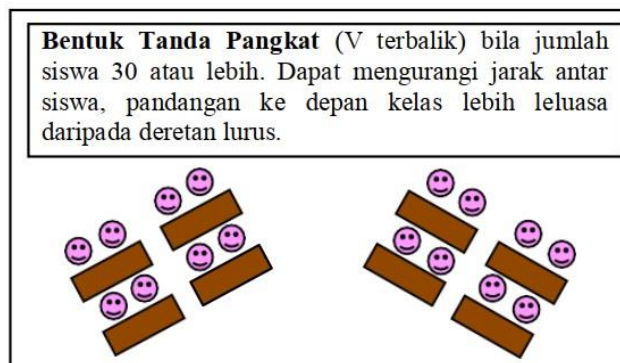 Bentuk Tanda Pangkat (V terbalik) bila jumlah
siswa 30 atau lebih. Dapat mengurangi jarak antar
siswa, pandangan ke depan kelas lebih leluasa
daripada deretan lurus.